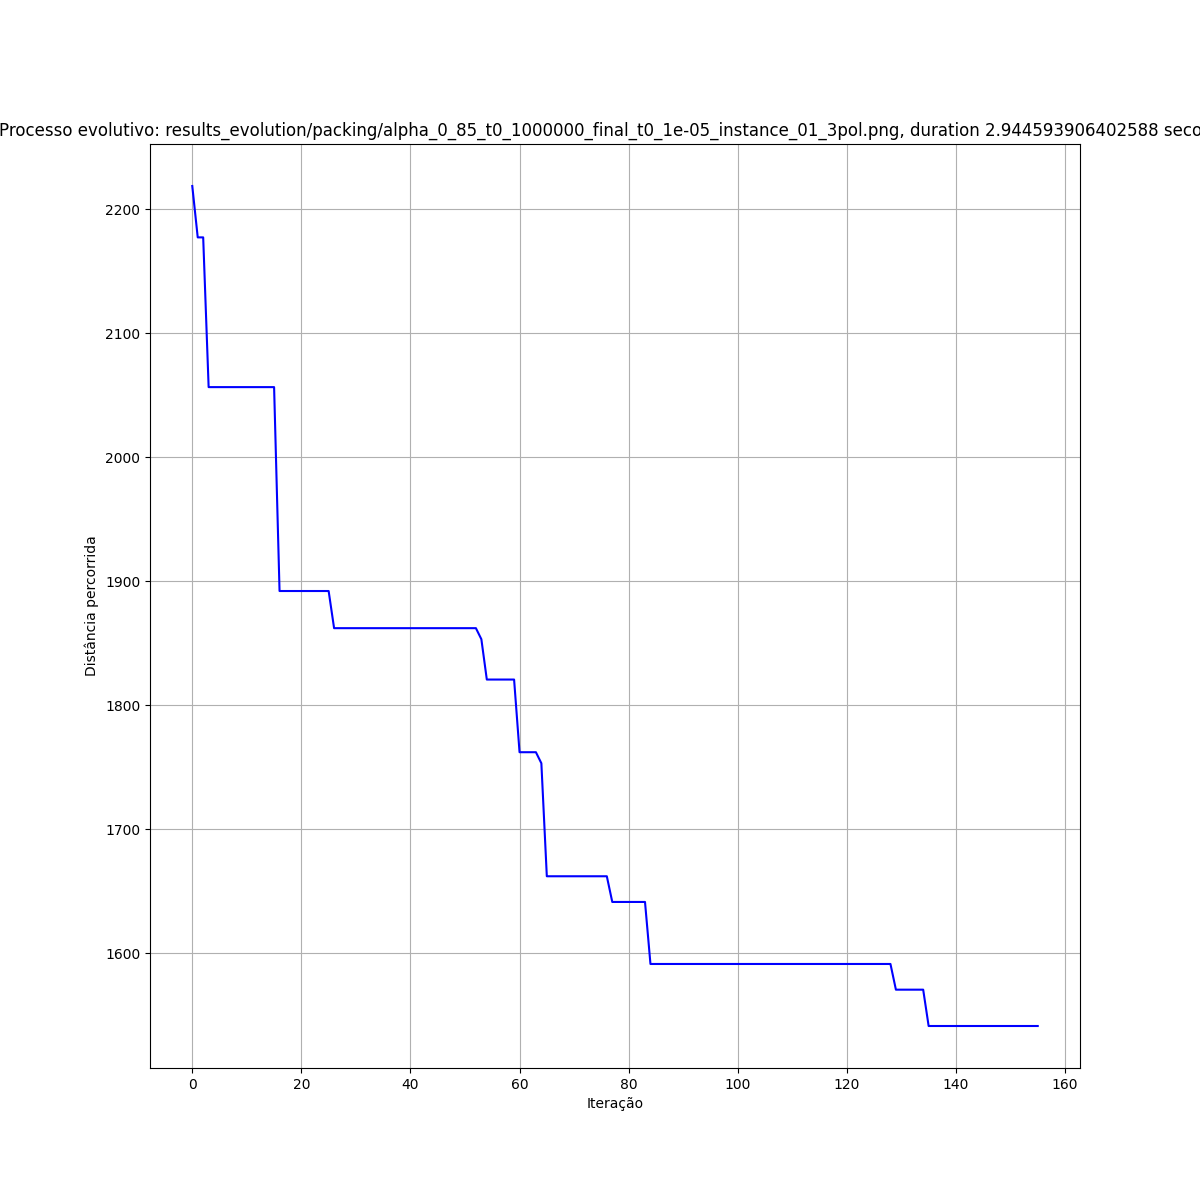 Processo evolutivo: results_evolution/packing/alpha_0_85_t0_1000000_final_t0_1e-05_instance_01_3pol.png, duration 2.944593906402588 seco
2200
2100
2000
1900
1800
1700
1600
Distância percorrida
0 20 40 60 80 100 120 140 160
Iteração